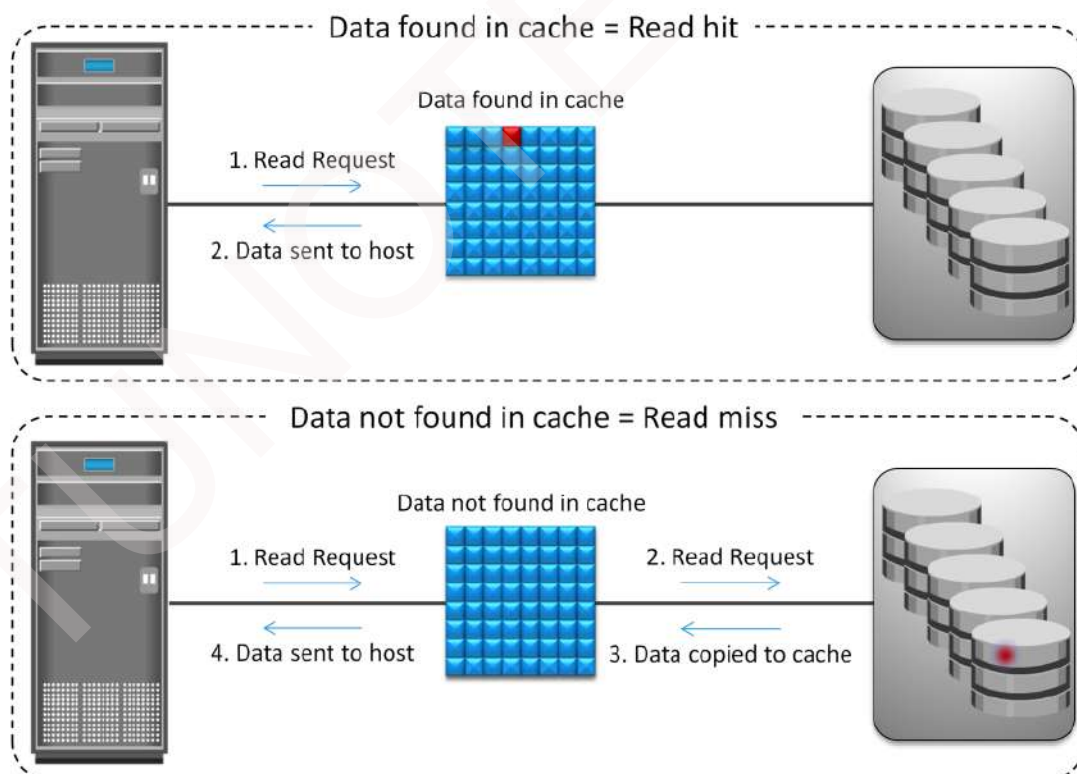 Data found in cache = Read hit
Data found in cache
1. Read Request
2. Data sent to host
Data not found in cache = Read miss
Data not found in cache
1. Read Request
2. Read Request
4. Data sent to host
3. Data copied to cache